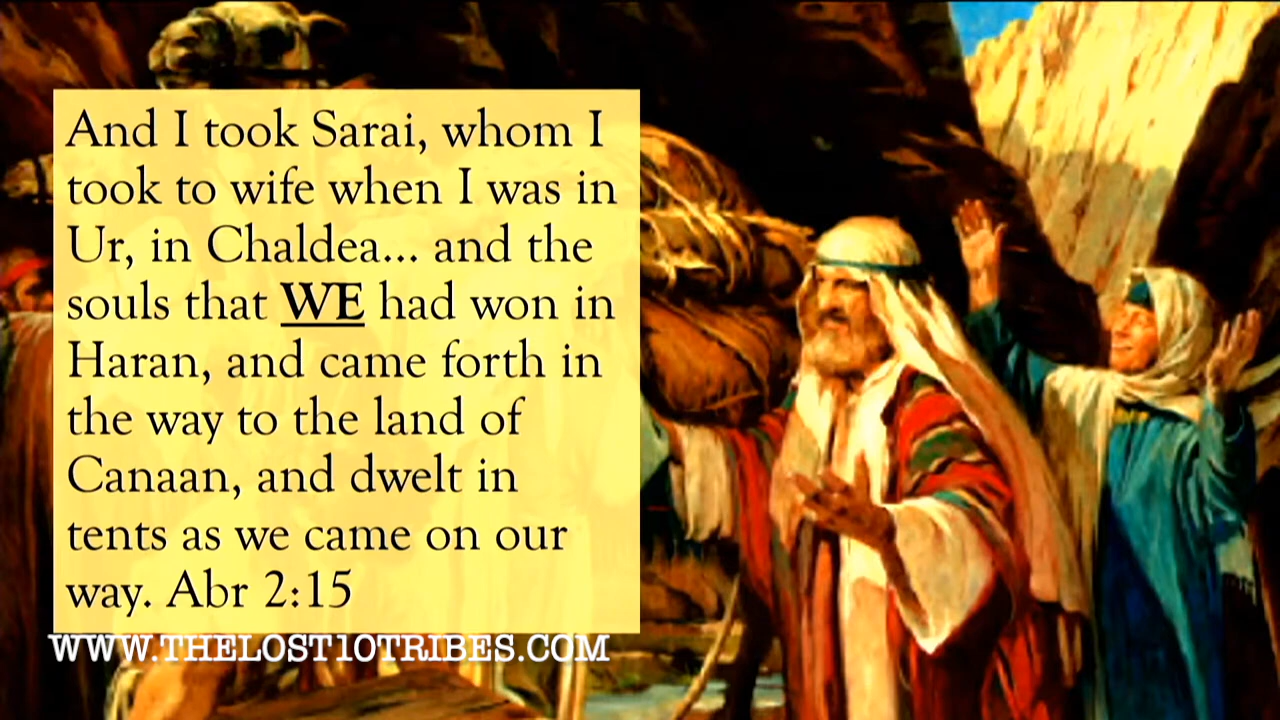 And I took Sarai, whom I
took to wife when I was in
Ur, in Chaldea... and the
souls that WE had won in
Haran, and came forth in
the way to the land of
Canaan, and dwelt in
tents as we came on our
way. Abr 2:15
WWW.THELOST10TRIBES.COM